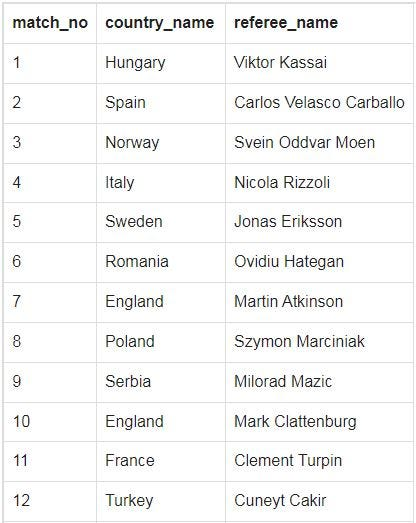 match_no country_name referee_name
1 Hungary Viktor Kassai
2 Spain Carlos Velasco Carballo
3 Norway Svein Oddvar Moen
4 Italy Nicola Rizzoli
5 Sweden Jonas Eriksson
6 Romania Ovidiu Hategan
7 England Martin Atkinson
8 Poland Szymon Marciniak
9 Serbia Milorad Mazic
10 England Mark Clattenburg
11 France Clement Turpin
12 Turkey Cuneyt Cakir